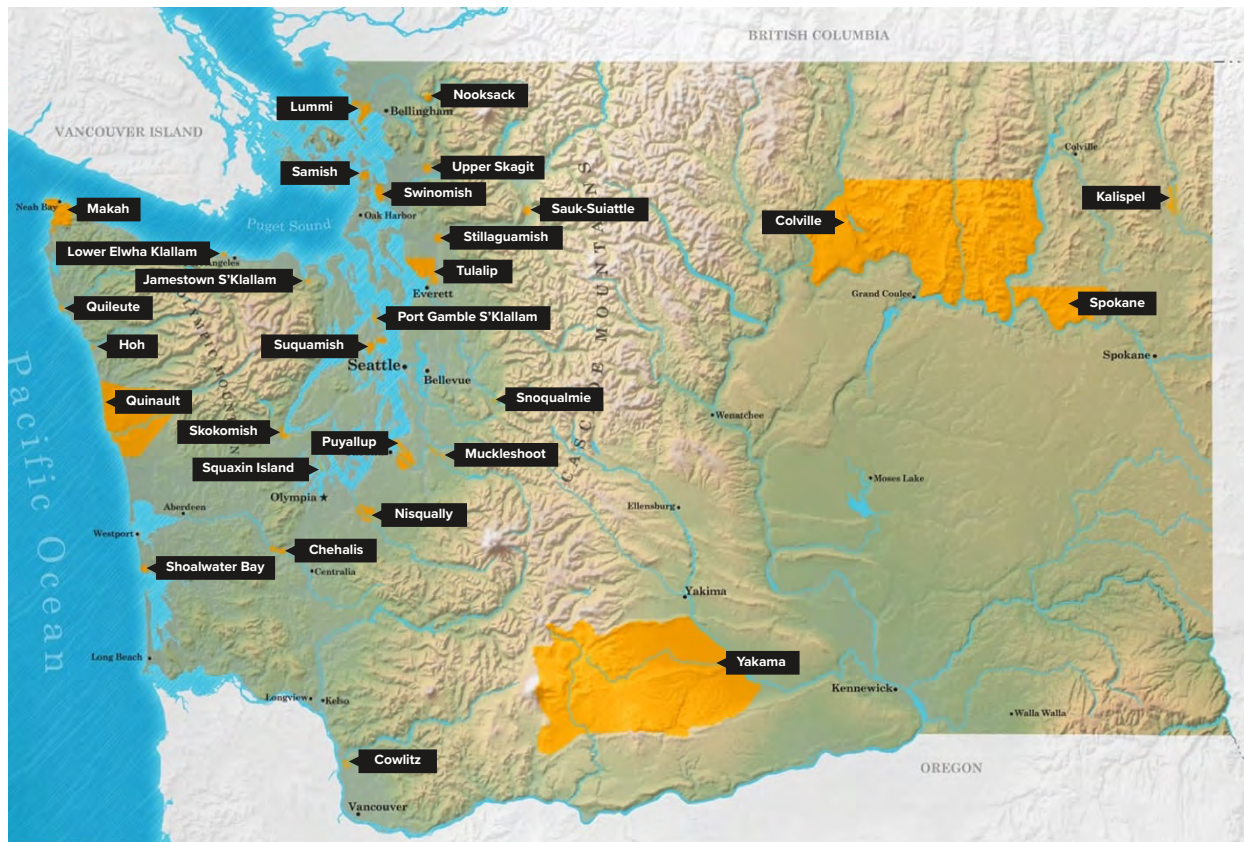 BRITISH COLUMBIA
VANCOUVER ISLAND
Nooksack
Lummi
Bellingham
Colville
Upper Skagit
Samish
Swinomish
Kalispel
Neah Bay
Makah
Oak Harbor
Sauk-Suiattle
Colville
Puget Sound
Stillaguamish
Lower Elwha Klallam
Angeles
Jamestown S'Klallam
Tulalip
Everett
Grand Coulee
Spokane
Quileute
Port Gamble S'Klallam
Hoh
Suquamish
Seattle
Bellevue
Spokane
Quinault
Snoqualmie
Wenatchee
Skokomish
Puyallup
Muckleshoot
Squaxin Island
Moses Lake
Olympia
Aberdeen
Nisqually
Ellensburg
Westport
Chehalis
Shoalwater Bay
Centralia
Yakima
Long Beach
Yakama
Kennewick
Longview
Kelso
Walla Walla
Cowlitz
OREGON
Vancouver
Pacific Ocean
CASCADE MOUNTAINS